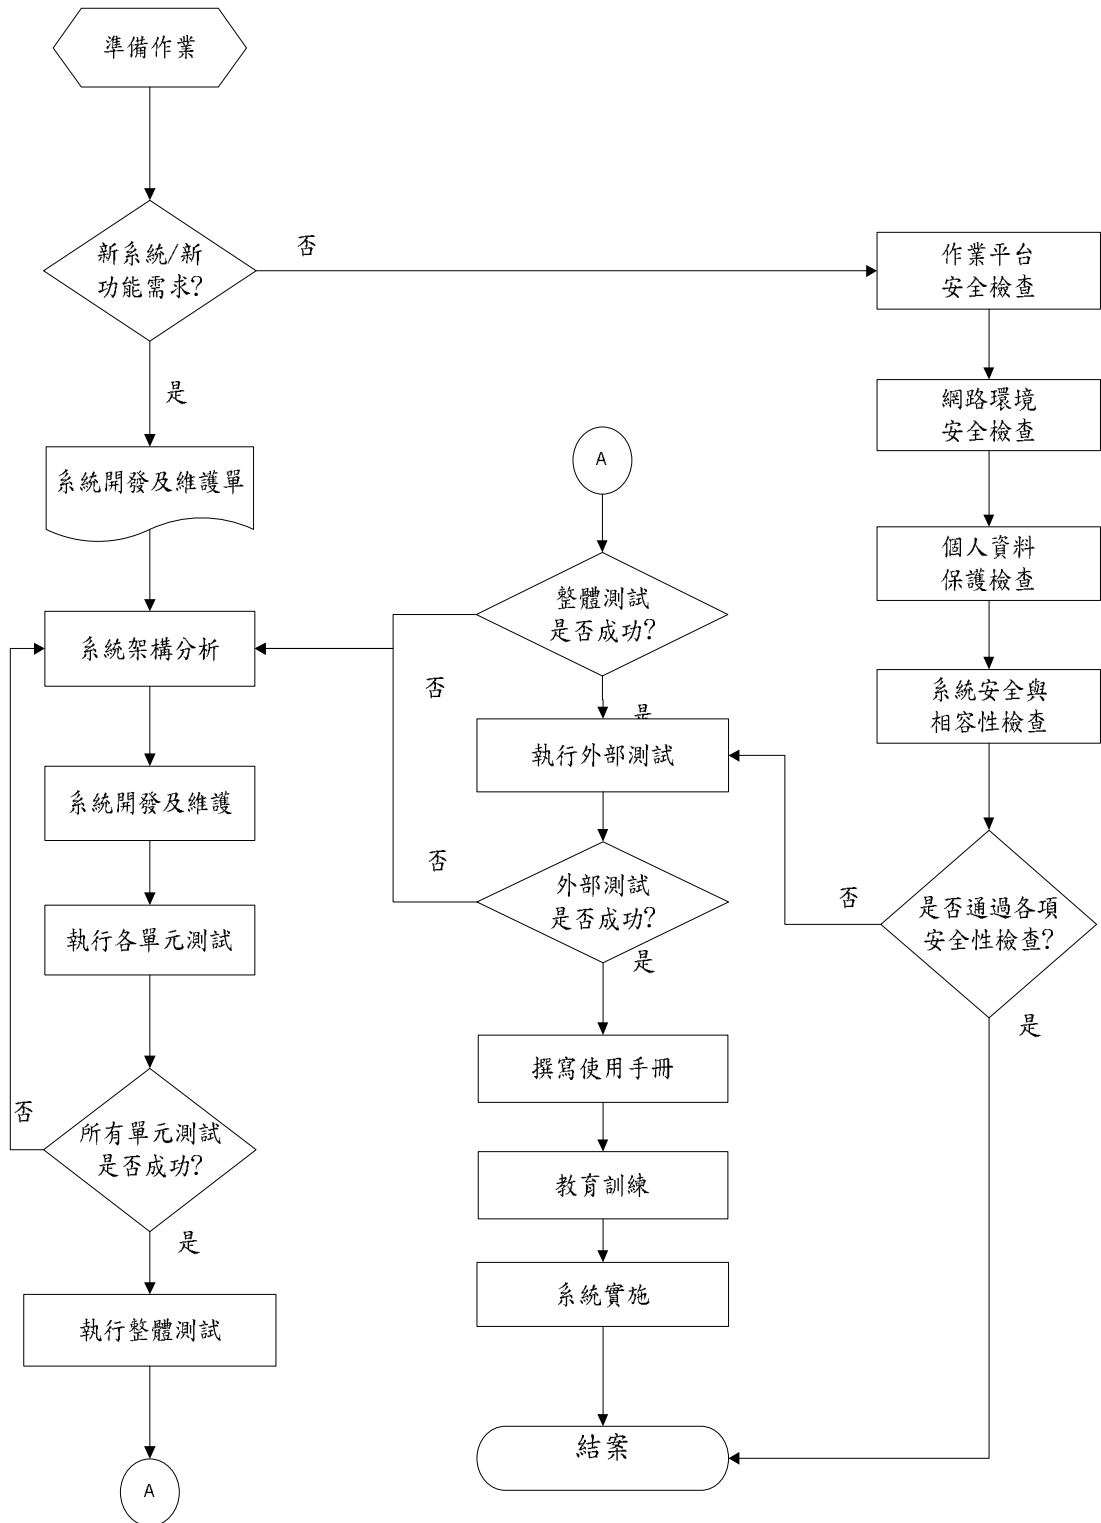 準備作業
新系統/新
功能需求?
否
是
系統開發及維護單
系統架構分析
系統開發及維護
執行各單元測試
所有單元測試
是否成功?
否
是
執行整體測試
A
A
整體測試
是否成功?
否
是
執行外部測試
外部測試
是否成功?
否
是
撰寫使用手冊
教育訓練
系統實施
結案
作業平台
安全檢查
網路環境
安全檢查
個人資料
保護檢查
系統安全與
相容性檢查
是否通過各項
安全性檢查?
否
是